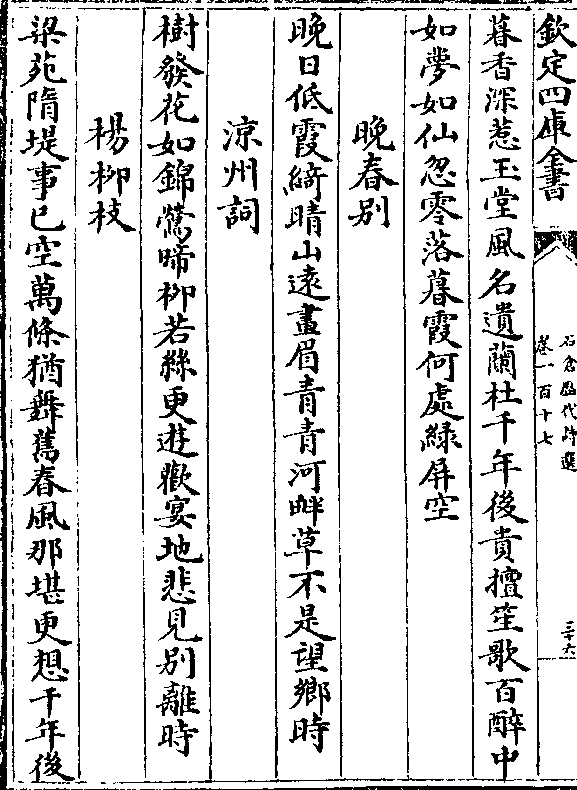 欽定四庫全書
石倉歷代詩選
卷一百十七
三十六
暮香深惹玉堂風名遺蘭杜千年後貴擅笙歌百醉中
如夢如仙忽零落暮霞何處緑屏空
晚春别
晚日低霞綺晴山逺畫眉青青河畔草不是望鄉時
涼州詞
樹發花如錦鶯啼柳若絲更逰歡宴地悲見别離時
楊柳枝
梁苑隋堤事已空萬條猶舞舊春風那堪更想千年後